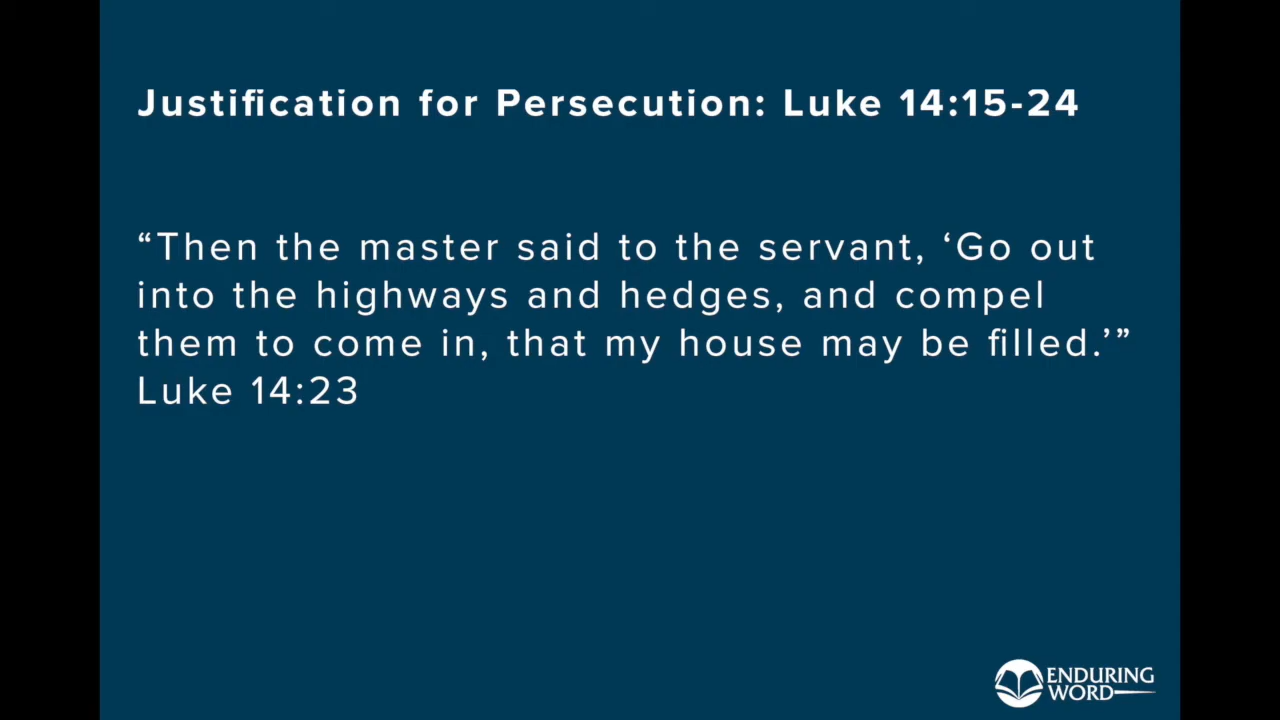 Justification for Persecution: Luke 14:15-24
“Then the master said to the servant, ‘Go out
into the highways and hedges, and compel
them to come in, that my house may be filled.’”
Luke 14:23
ENDURING
WORD